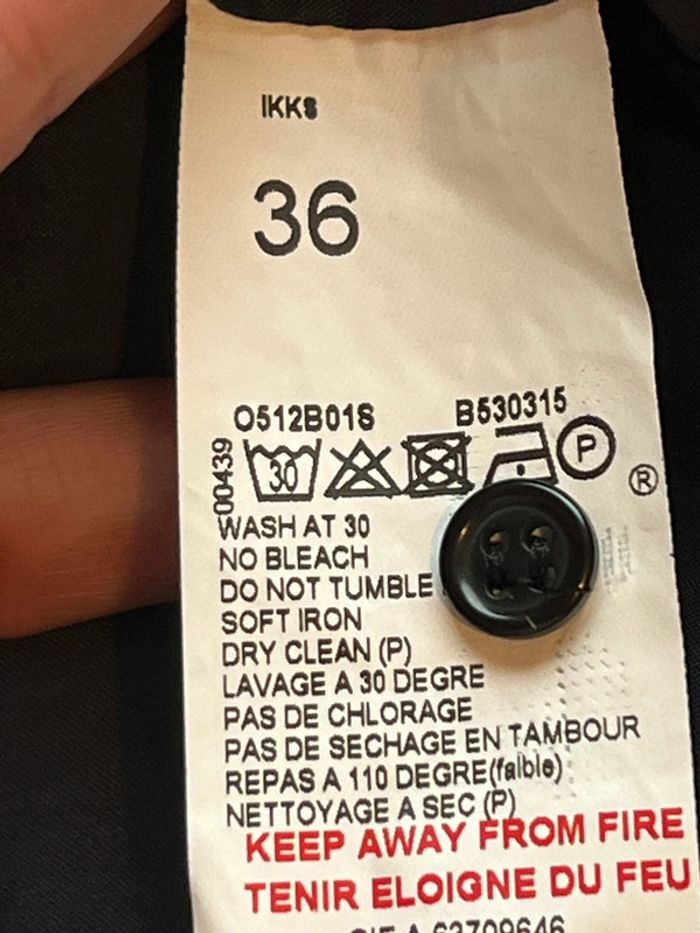 IKKS
36
O512B01S B530315
00439
30
P
®
WASH AT 30
NO BLEACH
DO NOT TUMBLE
SOFT IRON
DRY CLEAN (P)
LAVAGE A 30 DEGRE
PAS DE CHLORAGE
PAS DE SECHAGE EN TAMBOUR
REPAS A 110 DEGRE(faible)
NETTOYAGE A SEC (P)
KEEP AWAY FROM FIRE
TENIR ELOIGNE DU FEU